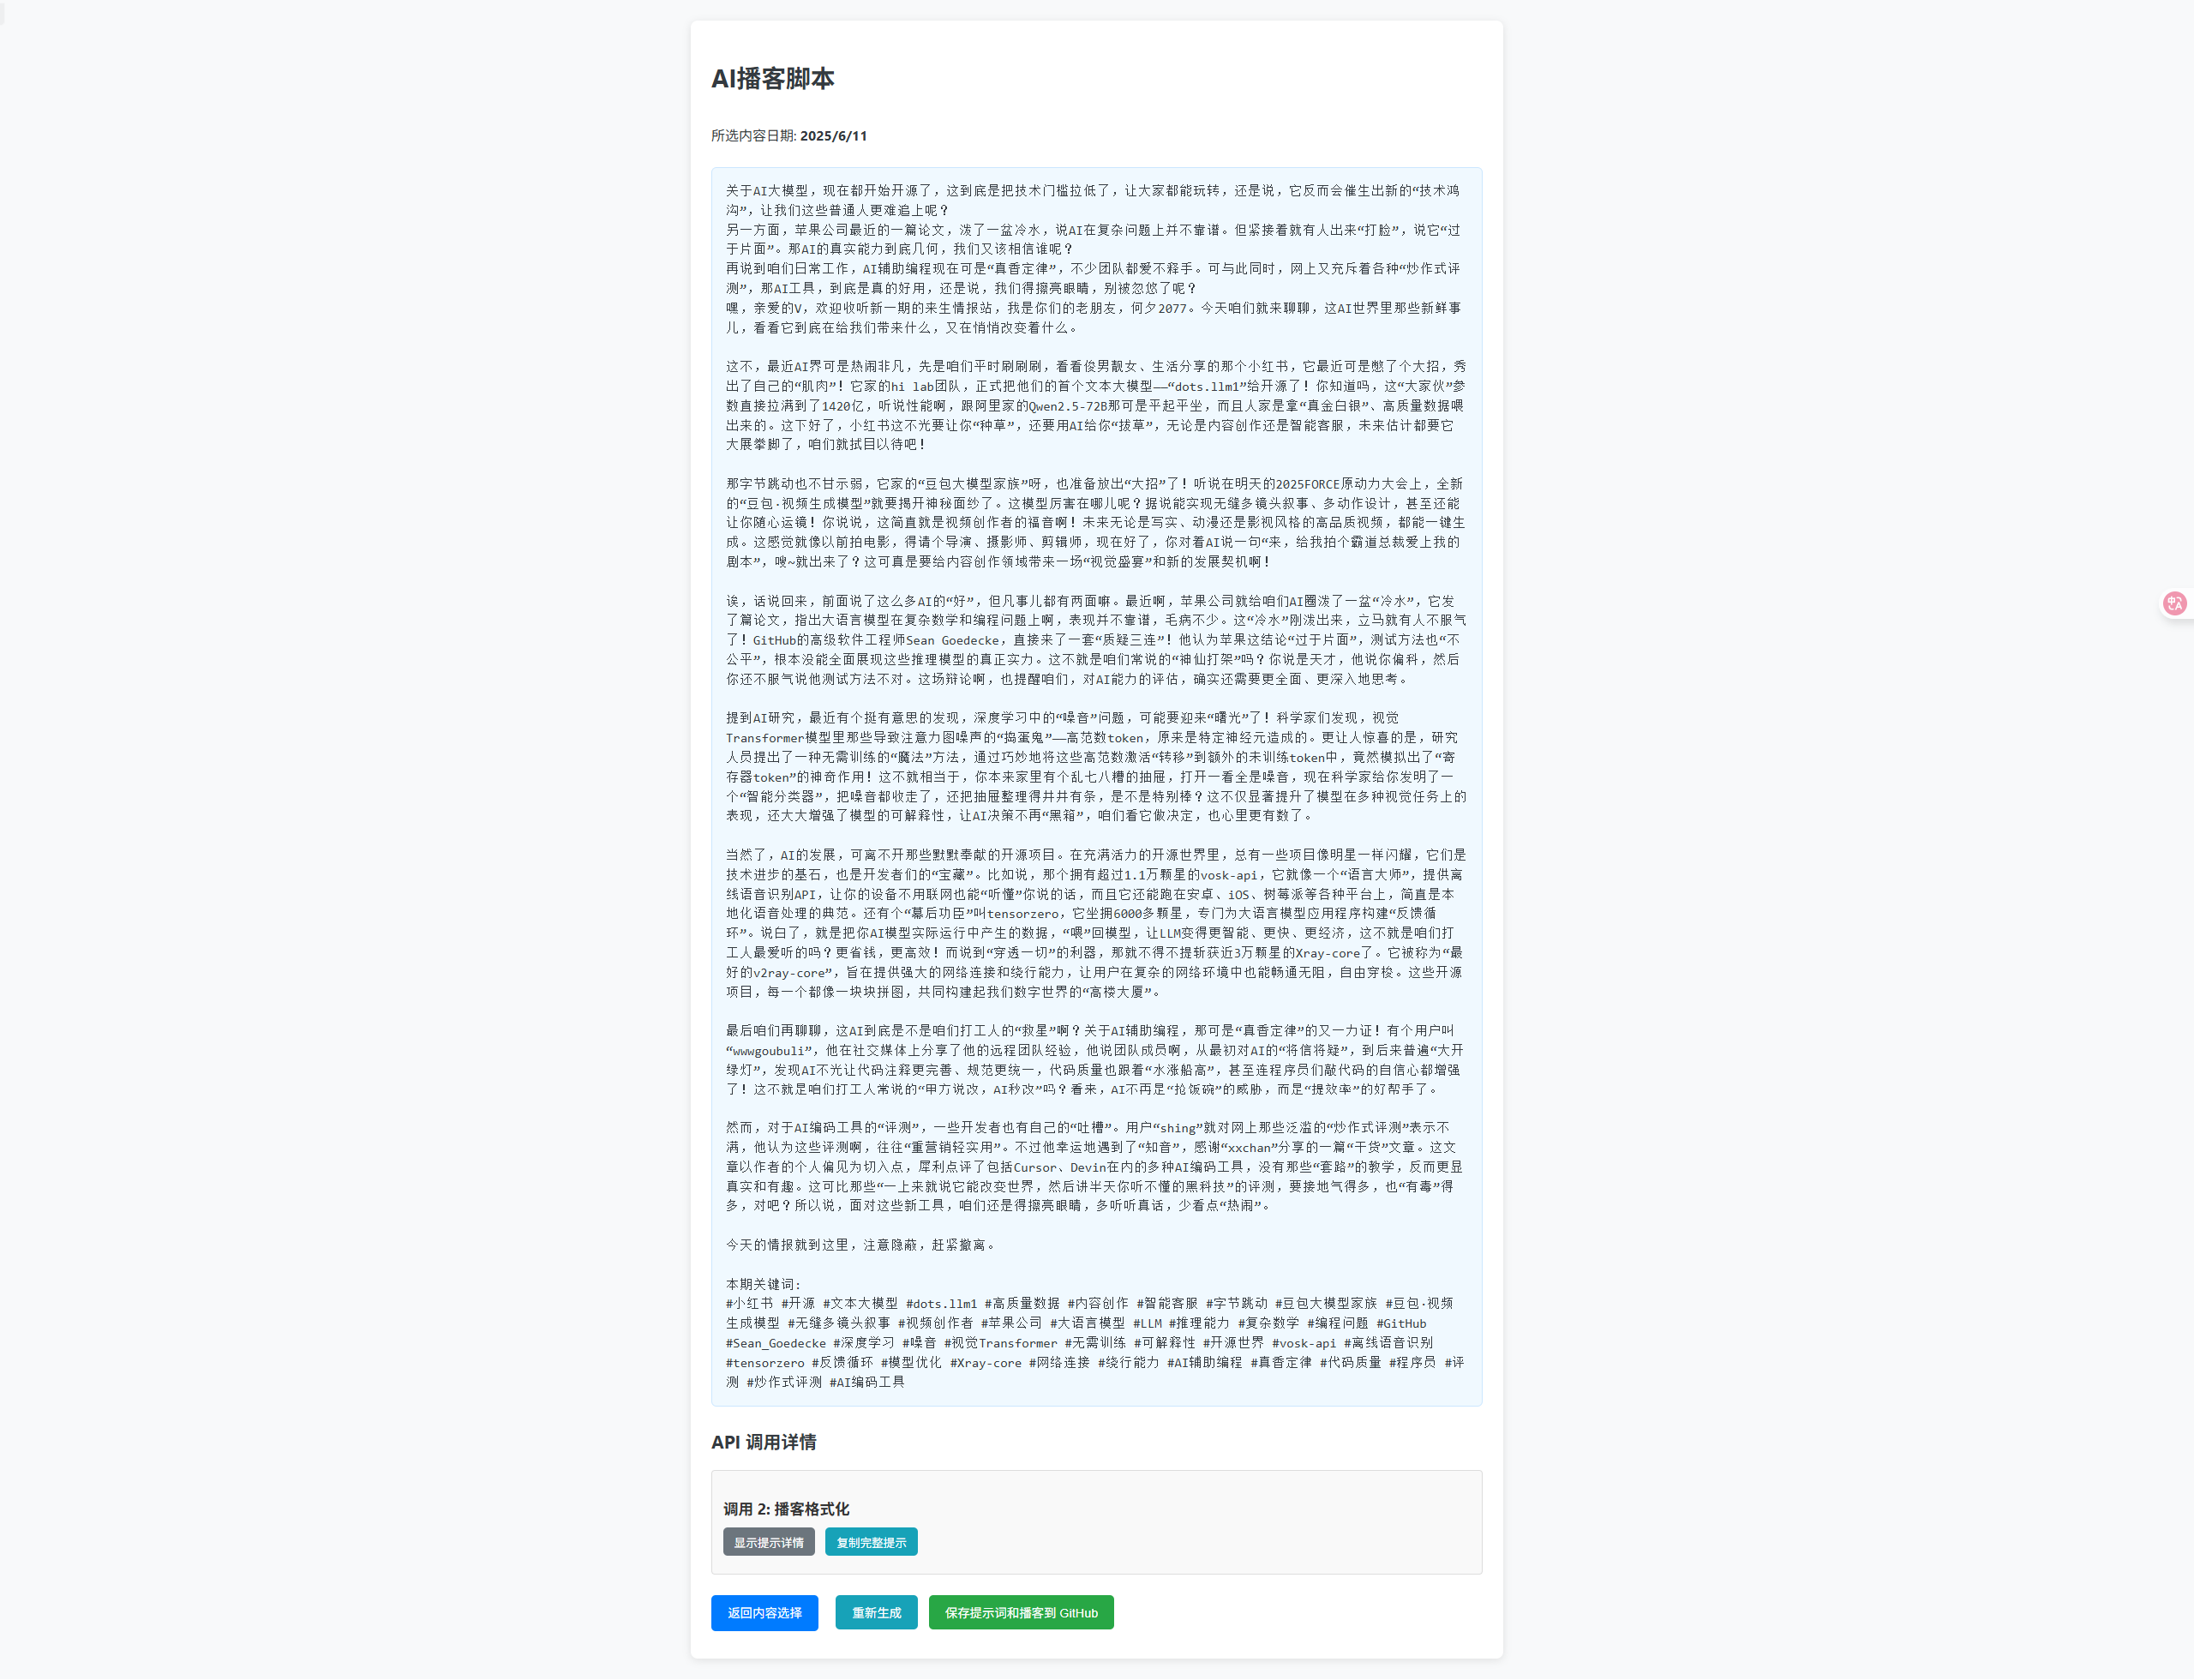 AI播客脚本
所选内容日期: 2025/6/11
关于AI大模型，现在都开始开源了，这到底是把技术门槛拉低了，让大家都能玩转，还是说，它反而会催生出新的“技术鸿
沟”，让我们这些普通人更难追上呢？
另一方面，苹果公司最近的一篇论文，泼了一盆冷水，说AI在复杂问题上并不靠谱。但紧接着就有人出来“打脸”，说它“过
于片面”。那AI的真实能力到底几何，我们又该相信谁呢？
再说到咱们日常工作，AI辅助编程现在可是“真香定律”，不少团队都爱不释手。可与此同时，网上又充斥着各种“炒作式评
测”，那AI工具，到底是真的好用，还是说，我们得擦亮眼睛，别被忽悠了呢？
嘿，亲爱的V，欢迎收听新一期的来生情报站，我是你们的老朋友，何夕2077。今天咱们就来聊聊，这AI世界里那些新鲜事
儿，看看它到底在给我们带来什么，又在悄悄改变着什么。
这不，最近AI界可是热闹非凡，先是咱们平时刷刷刷，看看俊男靓女、生活分享的那个小红书，它最近可是憋了个大招，秀
出了自己的“肌肉”！它家的hi lab团队，正式把他们的首个文本大模型——“dots.llm1”给开源了！你知道吗，这“大家伙”参
数直接拉满到了1420亿，听说性能啊，跟阿里家的Qwen2.5-72B那可是平起平坐，而且人家是拿“真金白银”、高质量数据喂
出来的。这下好了，小红书这不光要让你“种草”，还要用AI给你“拔草”，无论是内容创作还是智能客服，未来估计都要它
大展拳脚了，咱们就拭目以待吧！
那字节跳动也不甘示弱，它家的“豆包大模型家族”呀，也准备放出“大招”了！听说在明天的2025FORCE原动力大会上，全新
的“豆包·视频生成模型”就要揭开神秘面纱了。这模型厉害在哪儿呢？据说能实现无缝多镜头叙事、多动作设计，甚至还能
让你随心运镜！你说说，这简直就是视频创作者的福音啊！未来无论是写实、动漫还是影视风格的高品质视频，都能一键生
成。这感觉就像以前拍电影，得请个导演、摄影师、剪辑师，现在好了，你对着AI说一句“来，给我拍个霸道总裁爱上我的
剧本”，嗖~就出来了？这可真是要给内容创作领域带来一场“视觉盛宴”和新的发展契机啊！
诶，话说回来，前面说了这么多AI的“好”，但凡事儿都有两面嘛。最近啊，苹果公司就给咱们AI圈泼了一盆“冷水”，它发
了篇论文，指出大语言模型在复杂数学和编程问题上啊，表现并不靠谱，毛病不少。这“冷水”刚泼出来，立马就有人不服气
了！GitHub的高级软件工程师Sean Goedecke，直接来了一套“质疑三连”！他认为苹果这结论“过于片面”，测试方法也“不
公平”，根本没能全面展现这些推理模型的真正实力。这不就是咱们常说的“神仙打架”吗？你说是天才，他说你偏科，然后
你还不服气说他测试方法不对。这场辩论啊，也提醒咱们，对AI能力的评估，确实还需要更全面、更深入地思考。
提到AI研究，最近有个挺有意思的发现，深度学习中的“噪音”问题，可能要迎来“曙光”了！科学家们发现，视觉
Transformer模型里那些导致注意力图噪声的“捣蛋鬼”——高范数token，原来是特定神经元造成的。更让人惊喜的是，研究
人员提出了一种无需训练的“魔法”方法，通过巧妙地将这些高范数激活“转移”到额外的未训练token中，竟然模拟出了“寄
存器token”的神奇作用！这不就相当于，你本来家里有个乱七八糟的抽屉，打开一看全是噪音，现在科学家给你发明了一
个“智能分类器”，把噪音都收走了，还把抽屉整理得井井有条，是不是特别棒？这不仅显著提升了模型在多种视觉任务上的
表现，还大大增强了模型的可解释性，让AI决策不再“黑箱”，咱们看它做决定，也心里更有数了。
当然了，AI的发展，可离不开那些默默奉献的开源项目。在充满活力的开源世界里，总有一些项目像明星一样闪耀，它们是
技术进步的基石，也是开发者们的“宝藏”。比如说，那个拥有超过1.1万颗星的vosk-api，它就像一个“语言大师”，提供离
线语音识别API，让你的设备不用联网也能“听懂”你说的话，而且它还能跑在安卓、iOS、树莓派等各种平台上，简直是本
地化语音处理的典范。还有个“幕后功臣”叫tensorzero，它坐拥6000多颗星，专门为大语言模型应用程序构建“反馈循
环”。说白了，就是把你AI模型实际运行中产生的数据，“喂”回模型，让LLM变得更智能、更快、更经济，这不就是咱们打
工人最爱听的吗？更省钱，更高效！而说到“穿透一切”的利器，那就不得不提斩获近3万颗星的Xray-core了。它被称为“最
好的v2ray-core”，旨在提供强大的网络连接和绕行能力，让用户在复杂的网络环境中也能畅通无阻，自由穿梭。这些开源
项目，每一个都像一块块拼图，共同构建起我们数字世界的“高楼大厦”。
最后咱们再聊聊，这AI到底是不是咱们打工人的“救星”啊？关于AI辅助编程，那可是“真香定律”的又一力证！有个用户叫
“wwwgoubuli”，他在社交媒体上分享了他的远程团队经验，他说团队成员啊，从最初对AI的“将信将疑”，到后来普遍“大开
绿灯”，发现AI不光让代码注释更完善、规范更统一，代码质量也跟着“水涨船高”，甚至连程序员们敲代码的自信心都增强
了！这不就是咱们打工人常说的“甲方说改，AI秒改”吗？看来，AI不再是“抢饭碗”的威胁，而是“提效率”的好帮手了。
然而，对于AI编码工具的“评测”，一些开发者也有自己的“吐槽”。用户“shing”就对网上那些泛滥的“炒作式评测”表示不
满，他认为这些评测啊，往往“重营销轻实用”。不过他幸运地遇到了“知音”，感谢“xxchan”分享的一篇“干货”文章。这文
章以作者的个人偏见为切入点，犀利点评了包括Cursor、Devin在内的多种AI编码工具，没有那些“套路”的教学，反而更显
真实和有趣。这可比那些“一上来就说它能改变世界，然后讲半天你听不懂的黑科技”的评测，要接地气得多，也“有毒”得
多，对吧？所以说，面对这些新工具，咱们还是得擦亮眼睛，多听听真话，少看点“热闹”。
今天的情报就到这里，注意隐蔽，赶紧撤离。
本期关键词:
#小红书 #开源 #文本大模型 #dots.llm1 #高质量数据 #内容创作 #智能客服 #字节跳动 #豆包大模型家族 #豆包·视频
生成模型 #无缝多镜头叙事 #视频创作者 #苹果公司 #大语言模型 #LLM #推理能力 #复杂数学 #编程问题 #GitHub
#Sean_Goedecke #深度学习 #噪音 #视觉Transformer #无需训练 #可解释性 #开源世界 #vosk-api #离线语音识别
#tensorzero #反馈循环 #模型优化 #Xray-core #网络连接 #绕行能力 #AI辅助编程 #真香定律 #代码质量 #程序员 #评
测 #炒作式评测 #AI编码工具
API 调用详情
调用 2: 播客格式化
显示提示详情 复制完整提示
返回内容选择 重新生成 保存提示词和播客到 GitHub